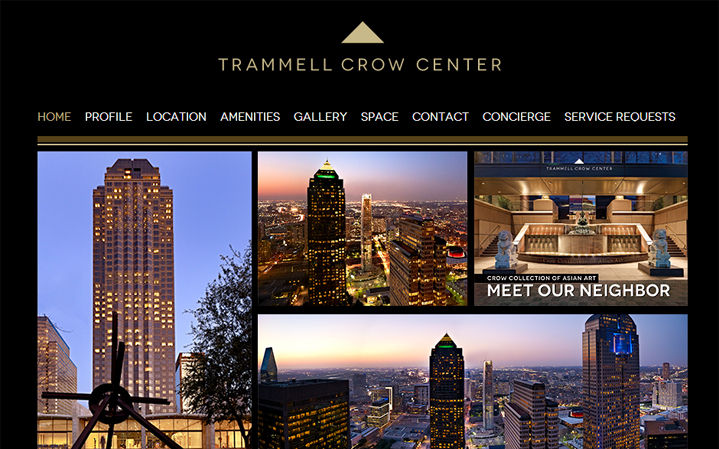 TRAMMELL CROW CENTER
HOME PROFILE LOCATION AMENITIES GALLERY SPACE CONTACT CONCIERGE SERVICE REQUESTS
TRAMMELL CROW CENTER
CROW COLLECTION OF ASIAN ART
MEET OUR NEIGHBOR